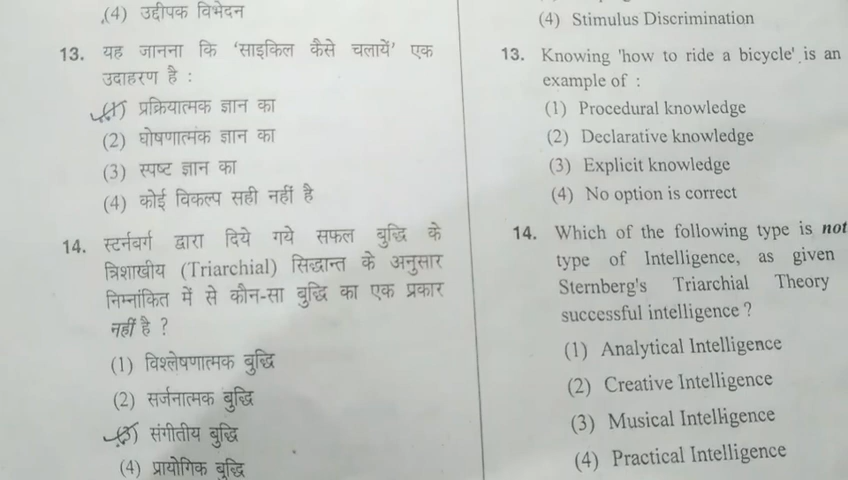 (4) उद्दीपक विभेदन
13. यह जानना कि 'साइकिल कैसे चलायें' एक
उदाहरण है :
(1) प्रक्रियात्मक ज्ञान का
(2) घोषणात्मक ज्ञान का
(3) स्पष्ट ज्ञान का
(4) कोई विकल्प सही नहीं है
14. स्टर्नबर्ग द्वारा दिये गये सफल बुद्धि के
त्रिशाखीय (Triarchial) सिद्धान्त के अनुसार
निम्नांकित में से कौन-सा बुद्धि का एक प्रकार
नहीं है ?
(1) विश्लेषणात्मक बुद्धि
(2) सर्जनात्मक बुद्धि
(3) संगीतीय बुद्धि
(4) प्रायोगिक बुद्धि
(4) Stimulus Discrimination
13. Knowing 'how to ride a bicycle' is an
example of :
(1) Procedural knowledge
(2) Declarative knowledge
(3) Explicit knowledge
(4) No option is correct
14. Which of the following type is not
type of Intelligence, as given
Sternberg's Triarchial Theory
successful intelligence ?
(1) Analytical Intelligence
(2) Creative Intelligence
(3) Musical Intelligence
(4) Practical Intelligence